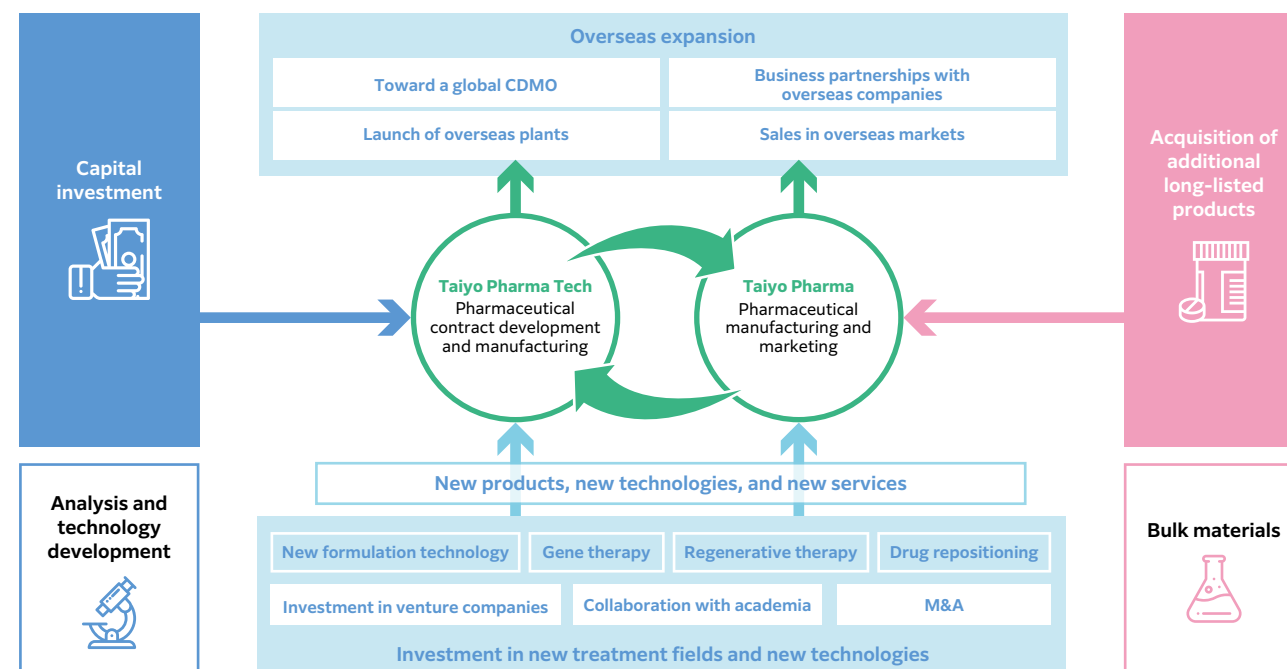 Overseas expansion
Toward a global CDMO
Business partnerships with
overseas companies
Launch of overseas plants
Sales in overseas markets
Capital
investment
Acquisition of
additional
long-listed
products
Taiyo Pharma Tech
Pharmaceutical
contract development
and manufacturing
Taiyo Pharma
Pharmaceutical
manufacturing and
marketing
New products, new technologies, and new services
Analysis and
technology
development
Bulk materials
New formulation technology
Gene therapy
Regenerative therapy
Drug repositioning
Investment in venture companies
Collaboration with academia
M&A
Investment in new treatment fields and new technologies